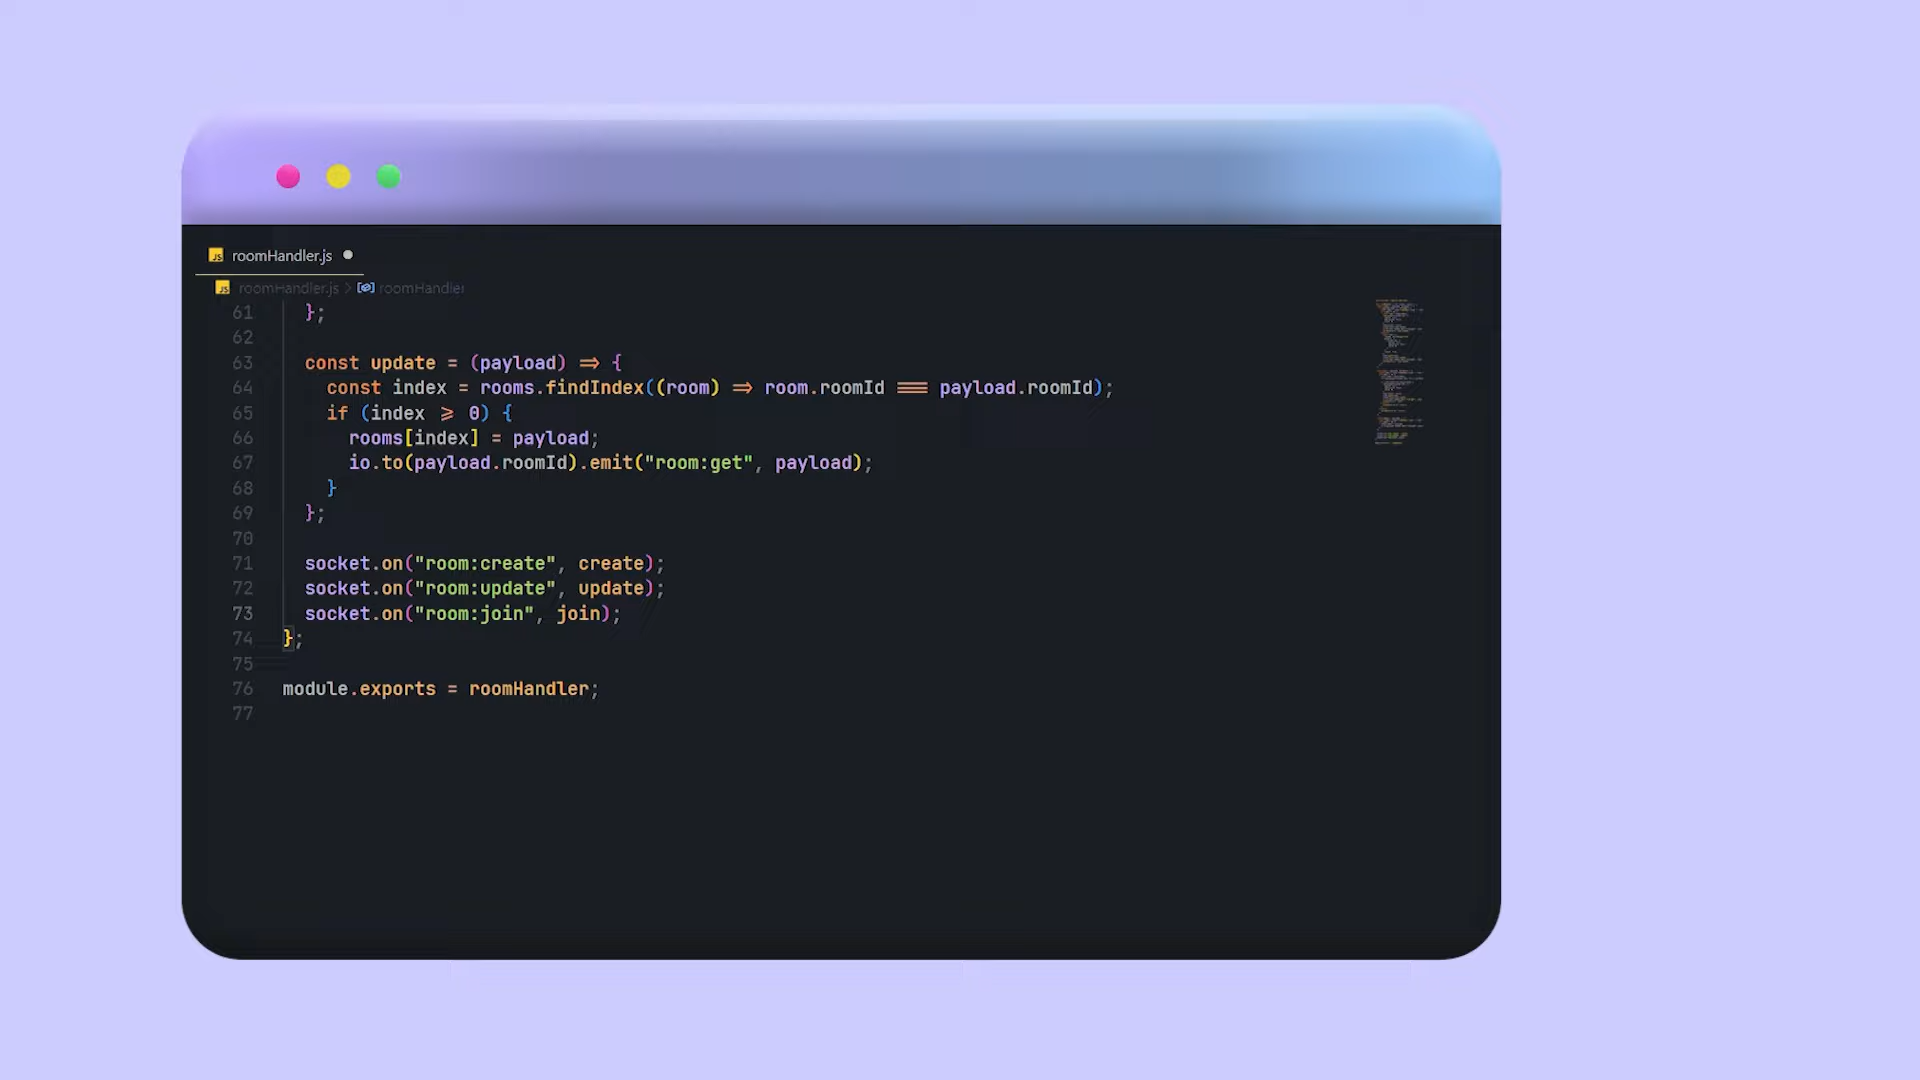 roomHandler.js
roomHandler.js > roomHandler
61 };
62
63 const update = (payload) => {
64 const index = rooms.findIndex((room) => room.roomId === payload.roomId);
65 if (index >= 0) {
66 rooms[index] = payload;
67 io.to(payload.roomId).emit("room:get", payload);
68 }
69 };
70
71 socket.on("room:create", create);
72 socket.on("room:update", update);
73 socket.on("room:join", join);
74 };
75
76 module.exports = roomHandler;
77